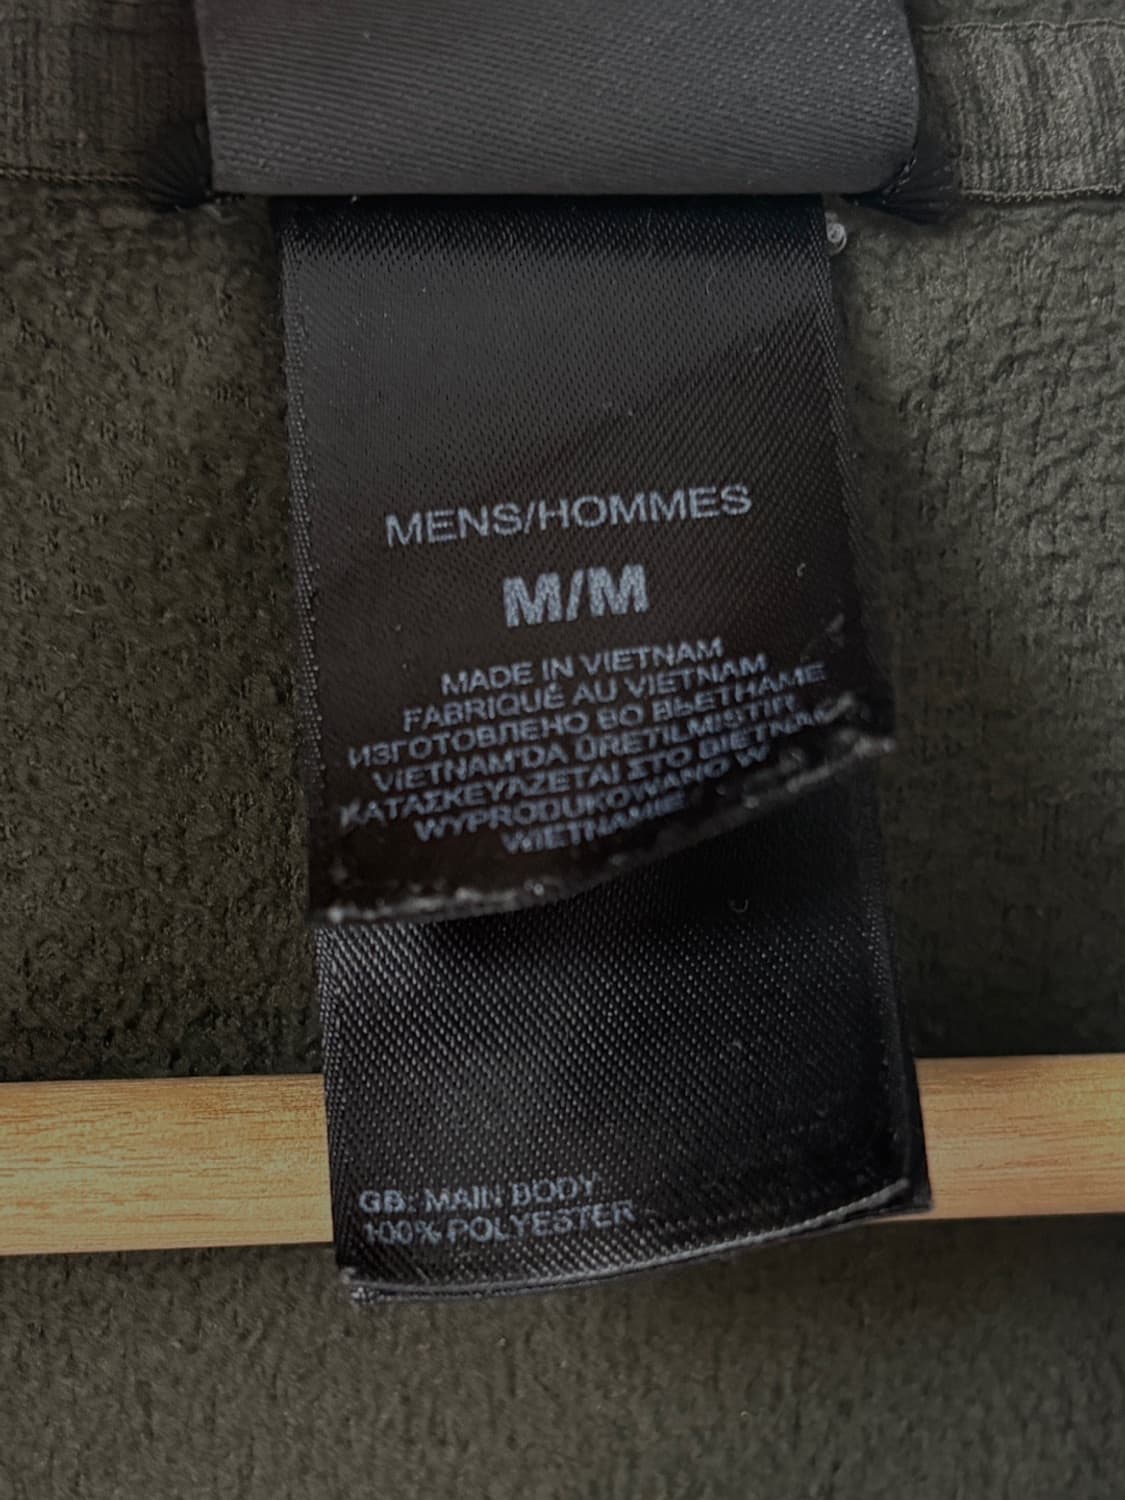 MENS/HOMMES
M/M
MADE IN VIETNAM
FABRIQUÉ AU VIETNAM
ИЗГОТОВЛЕНО ВО ВЬЕТНАМЕ
VIETNAM'DA ÜRETILMISTIR
ΚΑΤΑΣΚΕΥΑΖΕΤΑΙ ΣΤΟ ΒΙΕΤΝΑΜ
WYPRODUKOWANO W
WIETNAMIE
GB: MAIN BODY
100% POLYESTER